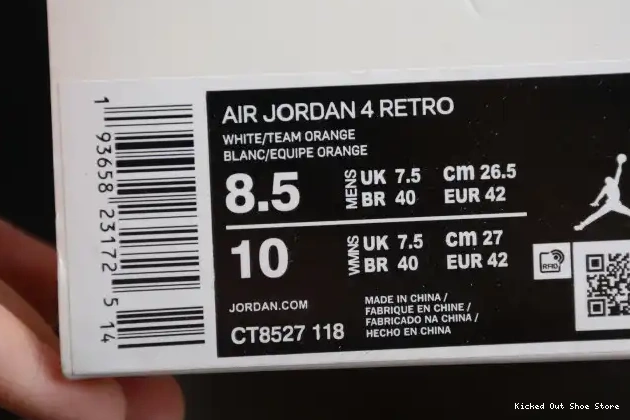 AIR JORDAN 4 RETRO
WHITE/TEAM ORANGE
BLANC/EQUIPE ORANGE
8.5 MENS UK 7.5 cm 26.5
BR 40 EUR 42
10 WMNS UK 7.5 cm 27
BR 40 EUR 42
RFID
JORDAN.COM
CT8527 118
MADE IN CHINA /
FABRIQUE EN CHINE /
FABRICADO NA CHINA /
HECHO EN CHINA
1 93658 23172 5 14
Kicked Out Shoe Store